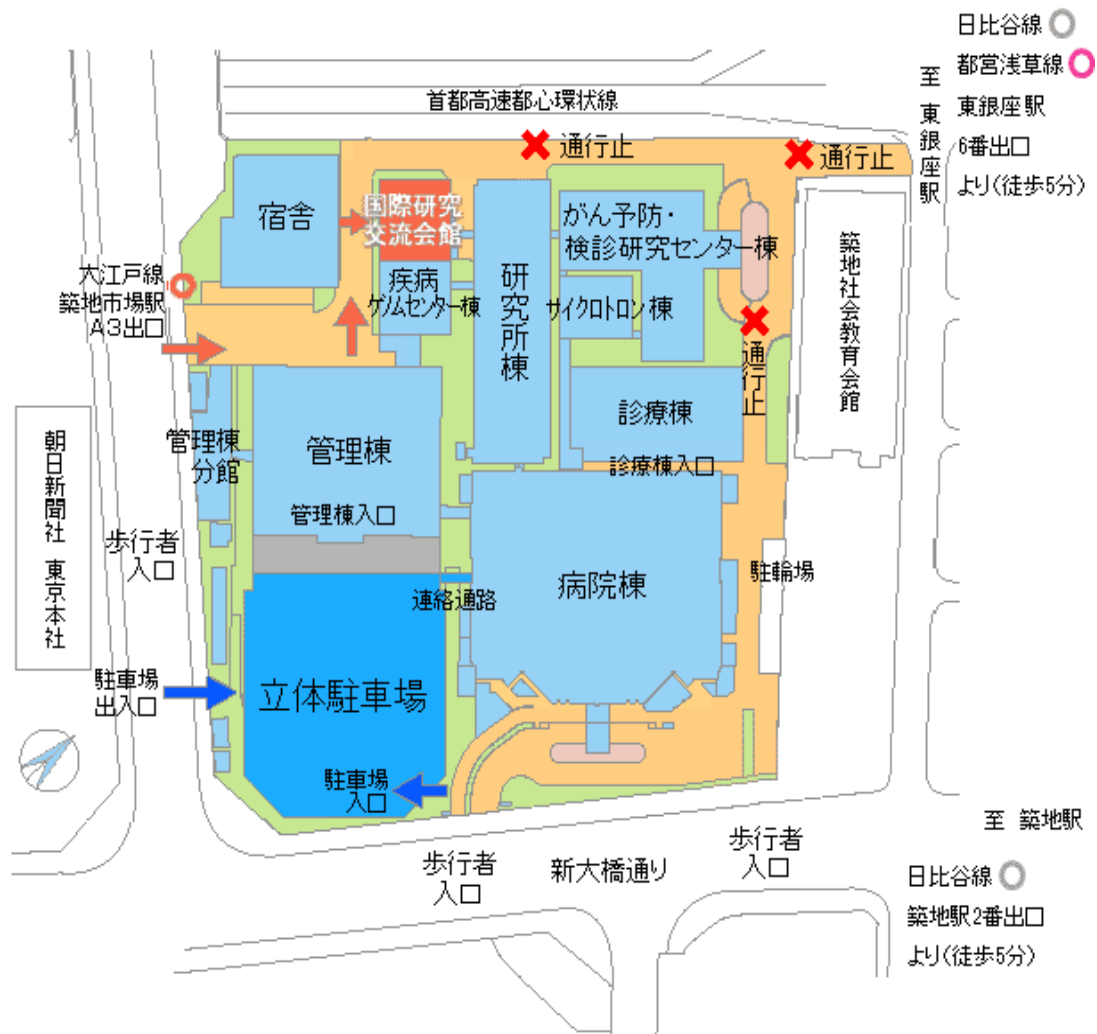 日比谷線
都営浅草線
東銀座駅
6番出口
より(徒歩5分)
至 東銀座駅
首都高速都心環状線
通行止
通行止
宿舎
国際研究
交流会館
がん予防・
検診研究センター棟
疾病
ゲノムセンター棟
研究所棟
サイクロトロン棟
築地社会教育会館
大江戸線
築地市場駅
A3出口
通行止
診療棟
診療棟入口
管理棟
分館
管理棟
管理棟入口
朝日新聞社 東京本社
歩行者
入口
連絡通路
病院棟
駐輪場
駐車場
出入口
立体駐車場
駐車場
入口
至 築地駅
歩行者
入口
新大橋通り
歩行者
入口
日比谷線
築地駅2番出口
より(徒歩5分)